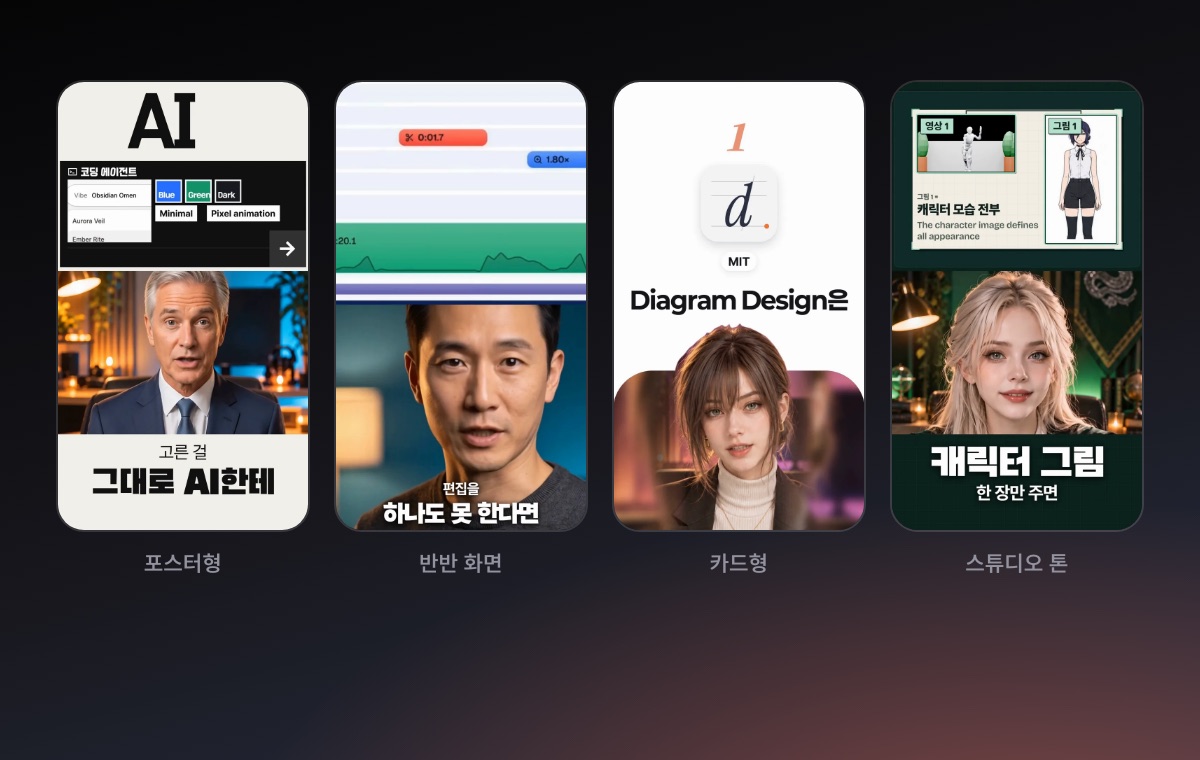 AI
코딩 에이전트
Vibe Obsidian Omen
Aurora Veil
Ember Rite
Blue Green Dark
Minimal Pixel animation
고른 걸
그대로 AI한테
포스터형
0:01.7
1.80×
:20.1
편집을
하나도 못 한다면
반반 화면
1
d.
MIT
Diagram Design은
카드형
영상 1
그림 1
그림 1
캐릭터 모습 전부
The character image defines
all appearance
캐릭터 그림
한 장만 주면
스튜디오 톤